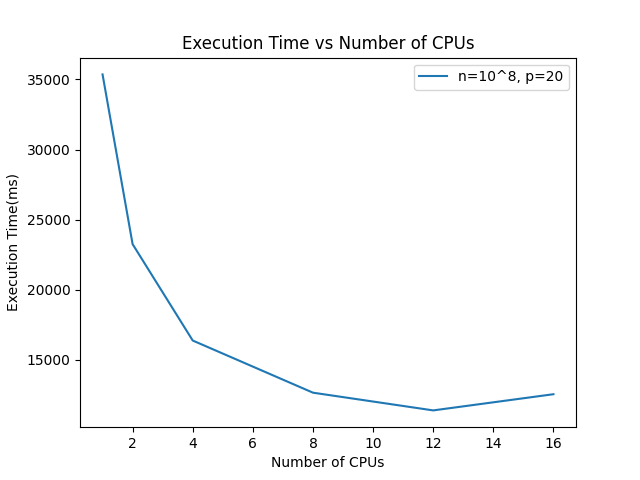 Execution Time vs Number of CPUs
n=10^8, p=20
Execution Time(ms)
35000
30000
25000
20000
15000
2 4 6 8 10 12 14 16
Number of CPUs